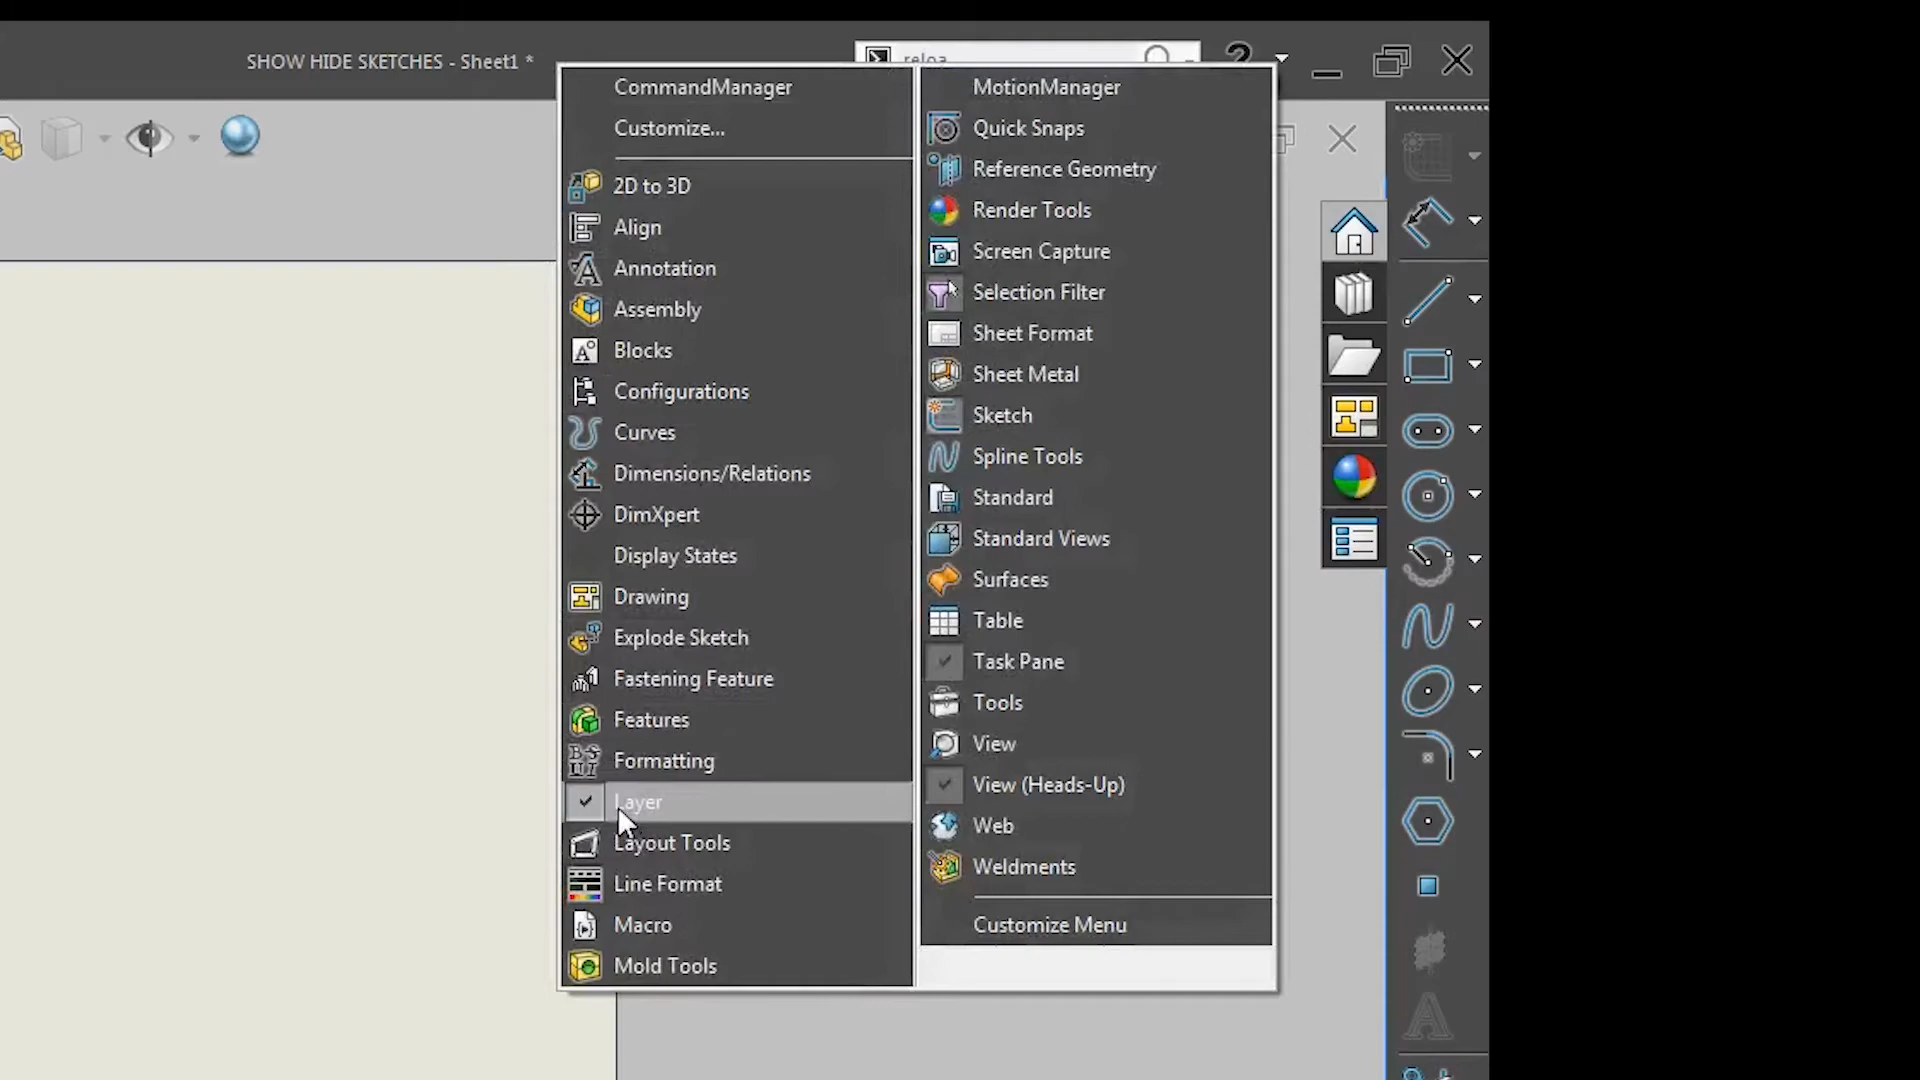 SHOW HIDE SKETCHES - Sheet1 *
reloa
CommandManager
Customize...
2D to 3D
Align
Annotation
Assembly
Blocks
Configurations
Curves
Dimensions/Relations
DimXpert
Display States
Drawing
Explode Sketch
Fastening Feature
Features
Formatting
Layer
Layout Tools
Line Format
Macro
Mold Tools
MotionManager
Quick Snaps
Reference Geometry
Render Tools
Screen Capture
Selection Filter
Sheet Format
Sheet Metal
Sketch
Spline Tools
Standard
Standard Views
Surfaces
Table
Task Pane
Tools
View
View (Heads-Up)
Web
Weldments
Customize Menu